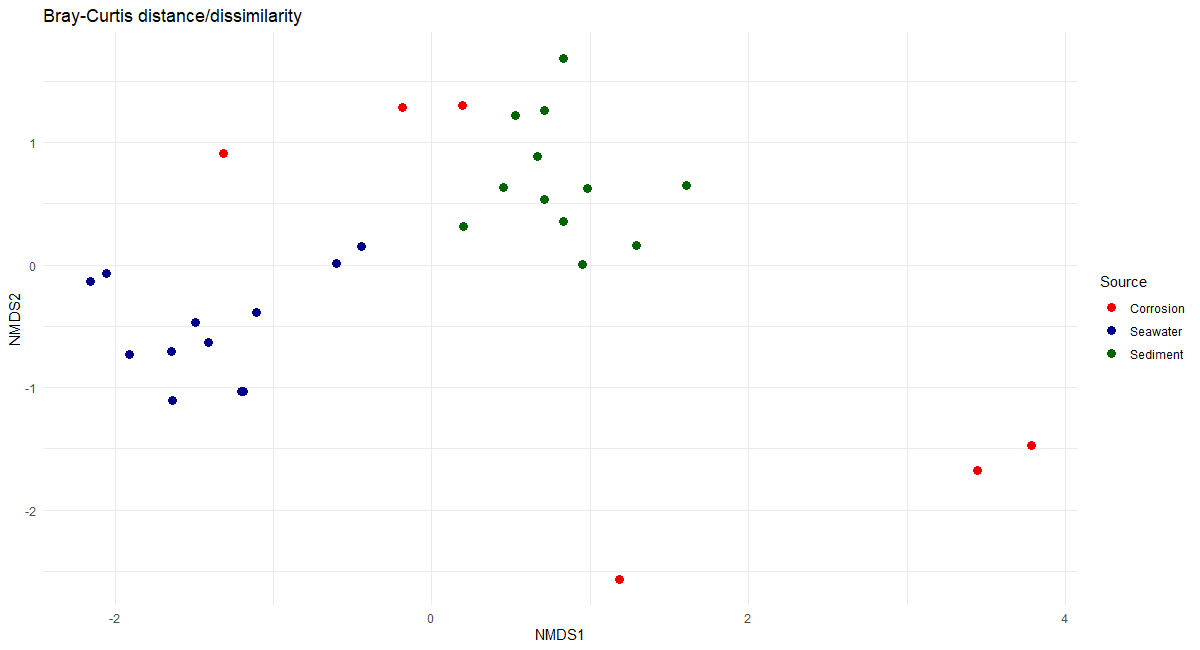 Bray-Curtis distance/dissimilarity
NMDS2
1
0
-1
-2
-2
0
2
4
NMDS1
Source
Corrosion
Seawater
Sediment